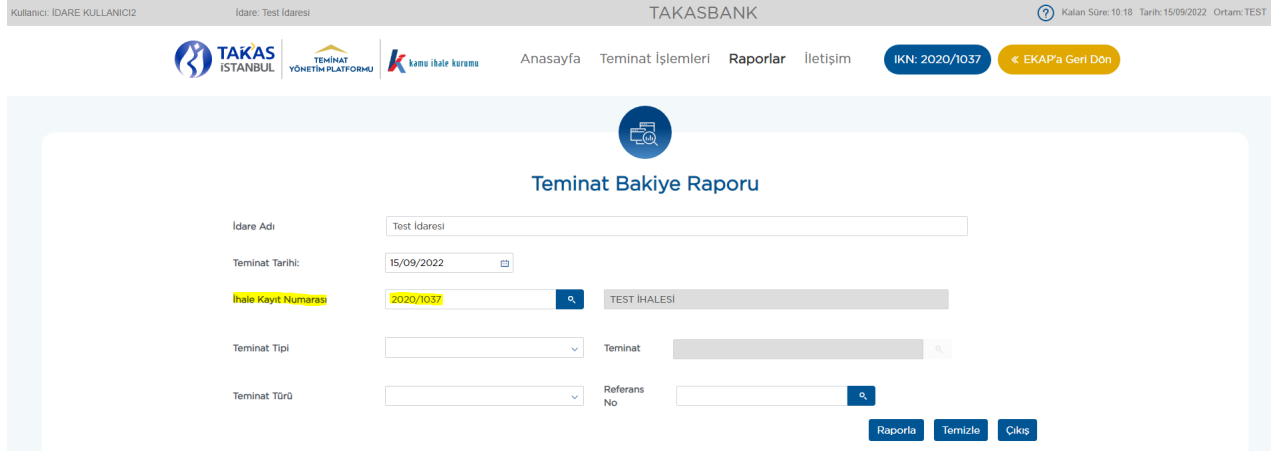 Kullanıcı: İDARE KULLANICI2 İdare: Test İdaresi TAKASBANK ? Kalan Süre: 10:18 Tarih: 15/09/2022 Ortam: TEST
TAKAS İSTANBUL TEMİNAT YÖNETİM PLATFORMU kamu ihale kurumu Anasayfa Teminat İşlemleri Raporlar İletişim IKN: 2020/1037 « EKAP'a Geri Dön
Teminat Bakiye Raporu
İdare Adı Test İdaresi
Teminat Tarihi: 15/09/2022
İhale Kayıt Numarası 2020/1037 TEST İHALESİ
Teminat Tipi Teminat
Teminat Türü Referans No
Raporla Temizle Çıkış